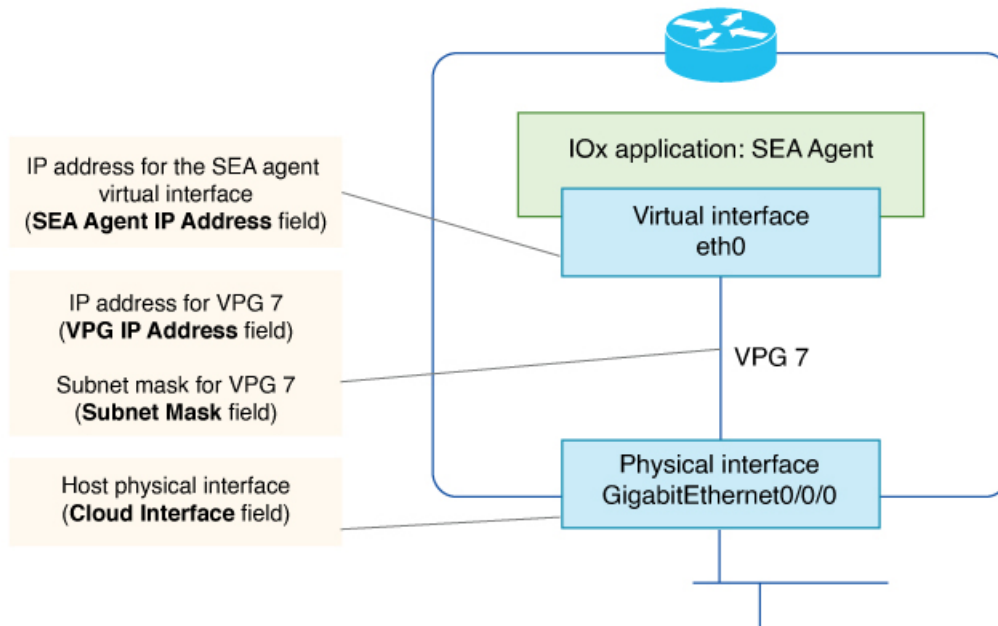 IOx application: SEA Agent
IP address for the SEA agent
virtual interface
(SEA Agent IP Address field)
Virtual interface
eth0
IP address for VPG 7
(VPG IP Address field)
Subnet mask for VPG 7
(Subnet Mask field)
VPG 7
Host physical interface
(Cloud Interface field)
Physical interface
GigabitEthernet0/0/0